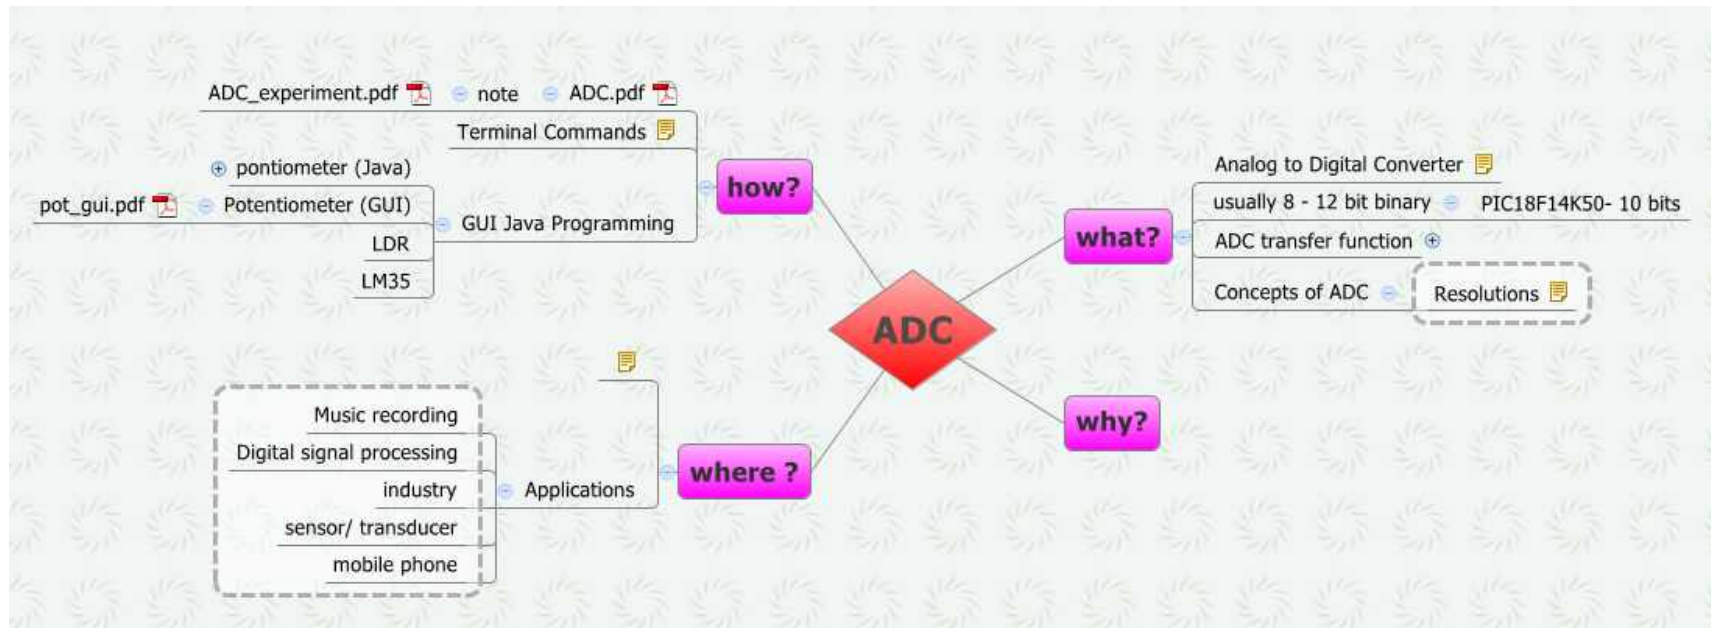 ADC_experiment.pdf note ADC.pdf
Terminal Commands
pontiometer (Java)
pot_gui.pdf Potentiometer (GUI)
LDR
LM35
GUI Java Programming
how?
Analog to Digital Converter
usually 8 - 12 bit binary PIC18F14K50- 10 bits
ADC transfer function
Concepts of ADC Resolutions
what?
ADC
why?
where ?
Applications
Music recording
Digital signal processing
industry
sensor/ transducer
mobile phone